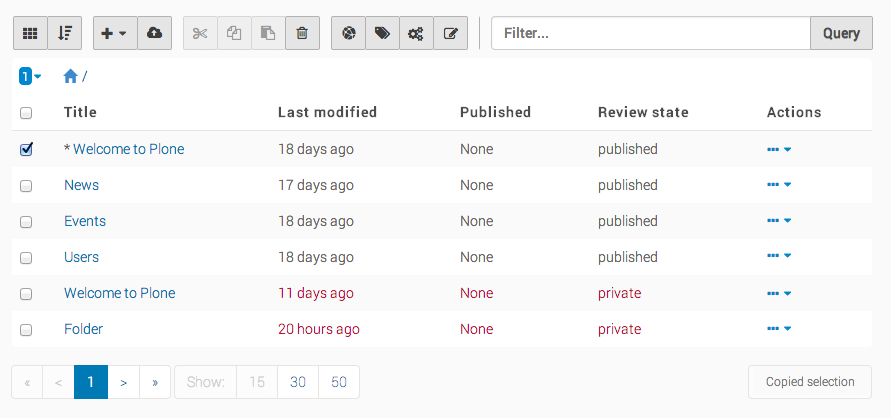 Filter... Query
1 /
Title Last modified Published Review state Actions
* Welcome to Plone 18 days ago None published
News 17 days ago None published
Events 18 days ago None published
Users 18 days ago None published
Welcome to Plone 11 days ago None private
Folder 20 hours ago None private
« < 1 > » Show: 15 30 50 Copied selection